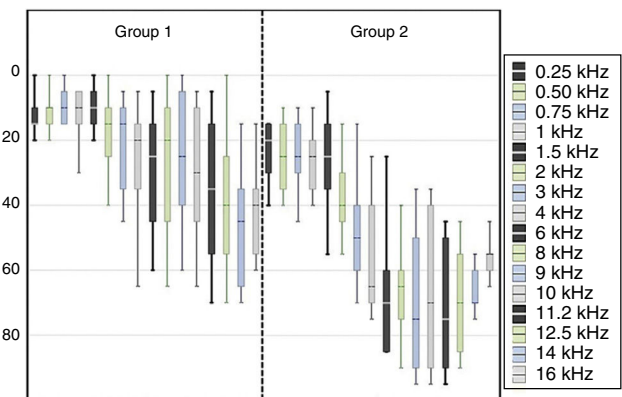 Group 1
Group 2
0
20
40
60
80
0.25 kHz
0.50 kHz
0.75 kHz
1 kHz
1.5 kHz
2 kHz
3 kHz
4 kHz
6 kHz
8 kHz
9 kHz
10 kHz
11.2 kHz
12.5 kHz
14 kHz
16 kHz